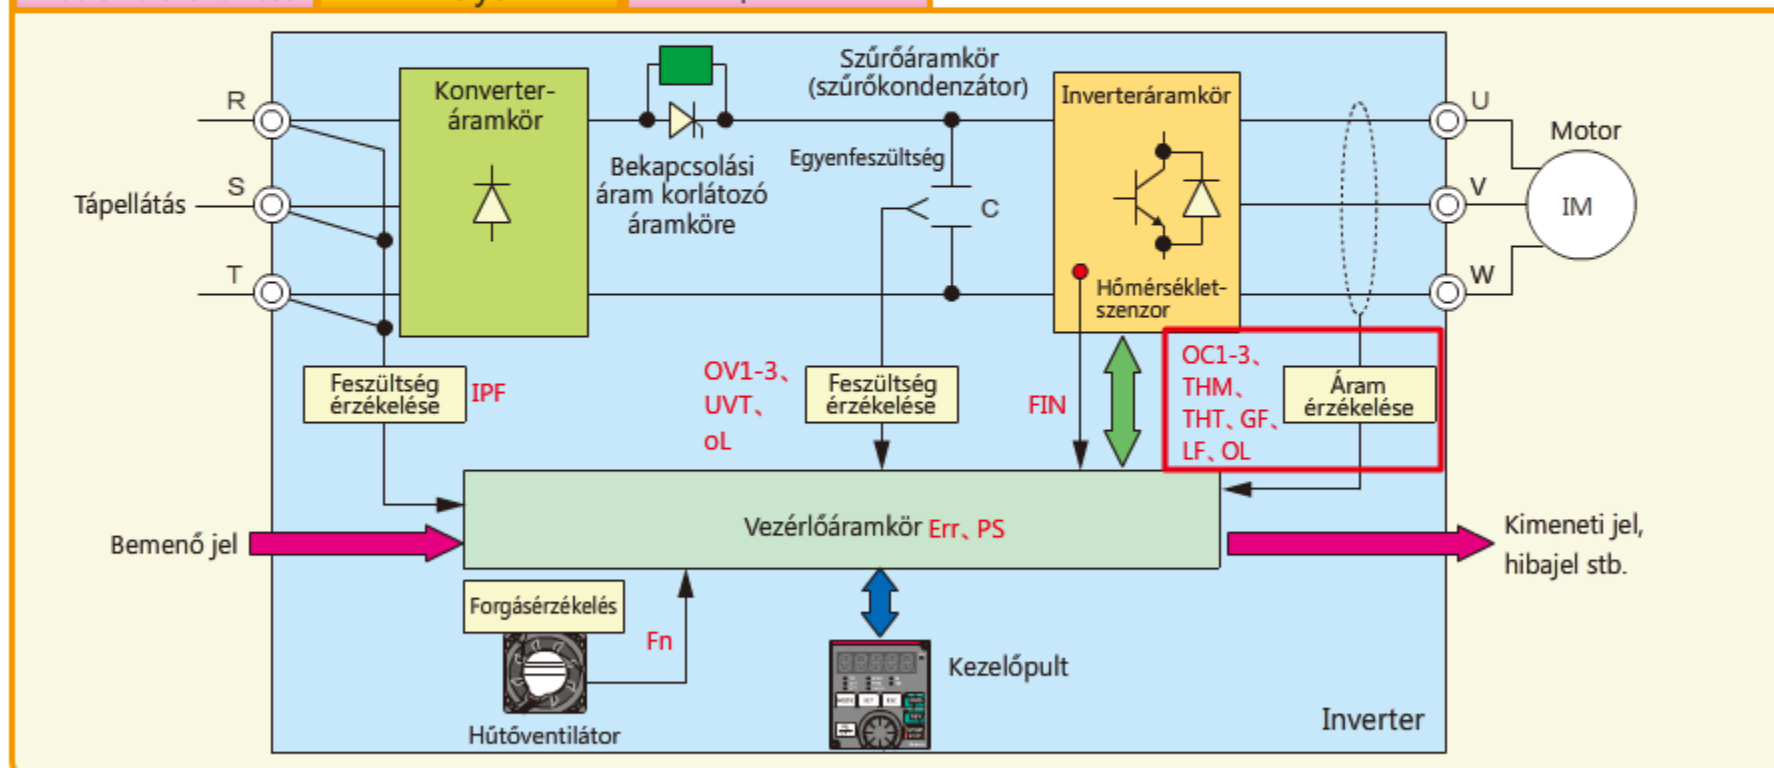 Konverter-
áramkör
Szűrőáramkör
(szűrőkondenzátor)
Inverteráramkör
R
S
T
Tápellátás
Bekapcsolási
áram korlátozó
áramköre
Egyenfeszültség
C
Hőmérséklet-
szenzor
U
V
W
Motor
IM
Feszültség
érzékelése
IPF
OV1-3、
UVT、
oL
Feszültség
érzékelése
FIN
OC1-3、
THM、
THT、GF、
LF、OL
Áram
érzékelése
Bemenő jel
Vezérlőáramkör Err、PS
Kimeneti jel,
hibajel stb.
Forgásérzékelés
Fn
Hűtőventilátor
Kezelőpult
Inverter